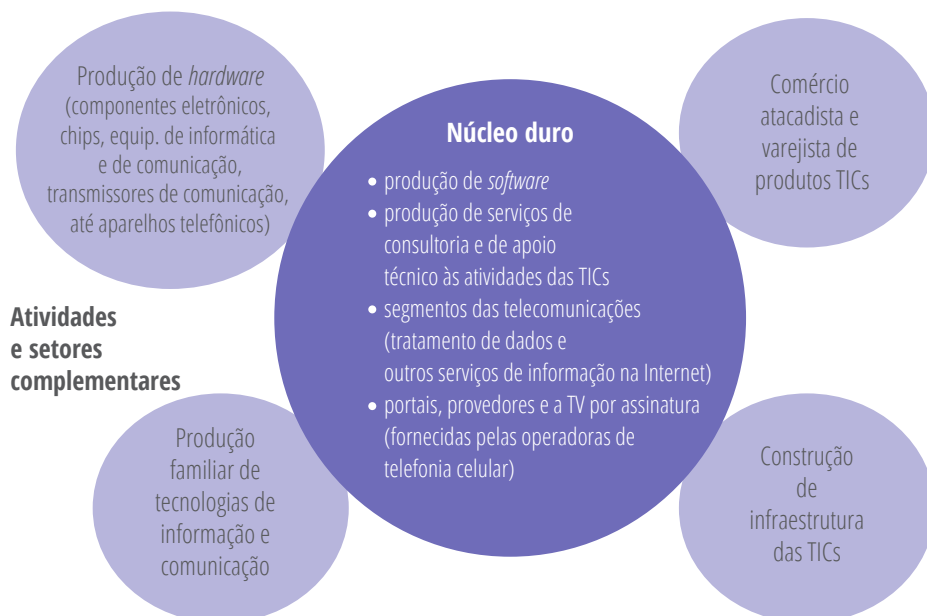 Produção de hardware
(componentes eletrônicos,
chips, equip. de informática
e de comunicação,
transmissores de comunicação,
até aparelhos telefônicos)
Comércio
atacadista e
varejista de
produtos TICs
Núcleo duro
• produção de software
• produção de serviços de
consultoria e de apoio
técnico às atividades das TICs
• segmentos das telecomunicações
(tratamento de dados e
outros serviços de informação na Internet)
• portais, provedores e a TV por assinatura
(fornecidas pelas operadoras de
telefonia celular)
Atividades
e setores
complementares
Produção
familiar de
tecnologias de
informação e
comunicação
Construção
de
infraestrutura
das TICs